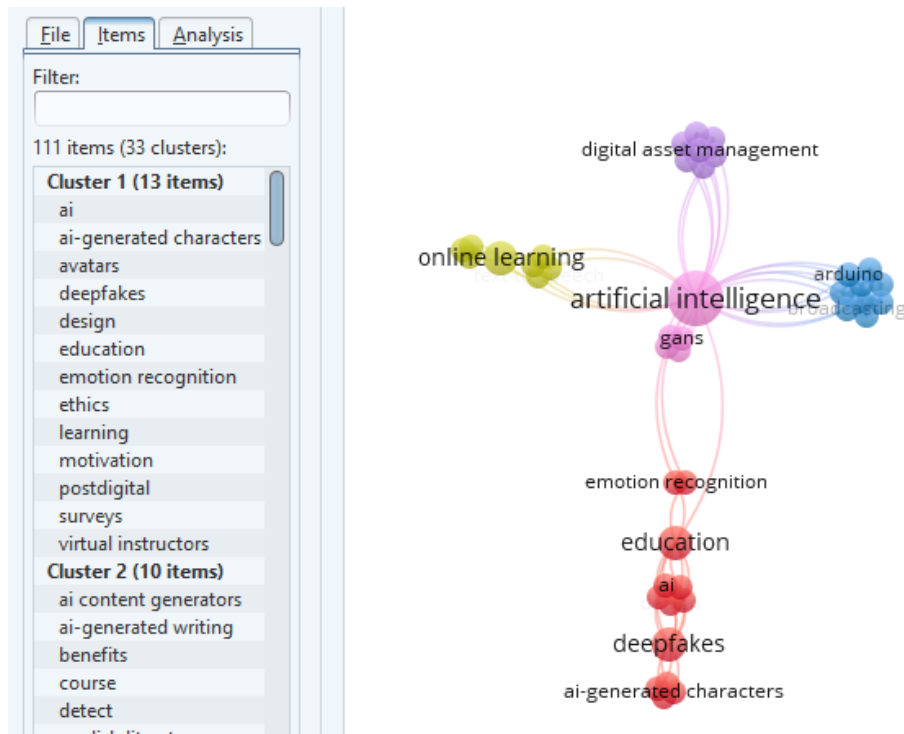 File Items Analysis
Filter:
111 items (33 clusters):
Cluster 1 (13 items)
ai
ai-generated characters
avatars
deepfakes
design
education
emotion recognition
ethics
learning
motivation
postdigital
surveys
virtual instructors
Cluster 2 (10 items)
ai content generators
ai-generated writing
benefits
course
detect
digital asset management
online learning
arduino
artificial intelligence
broadcasting
gans
emotion recognition
education
ai
deepfakes
ai-generated characters